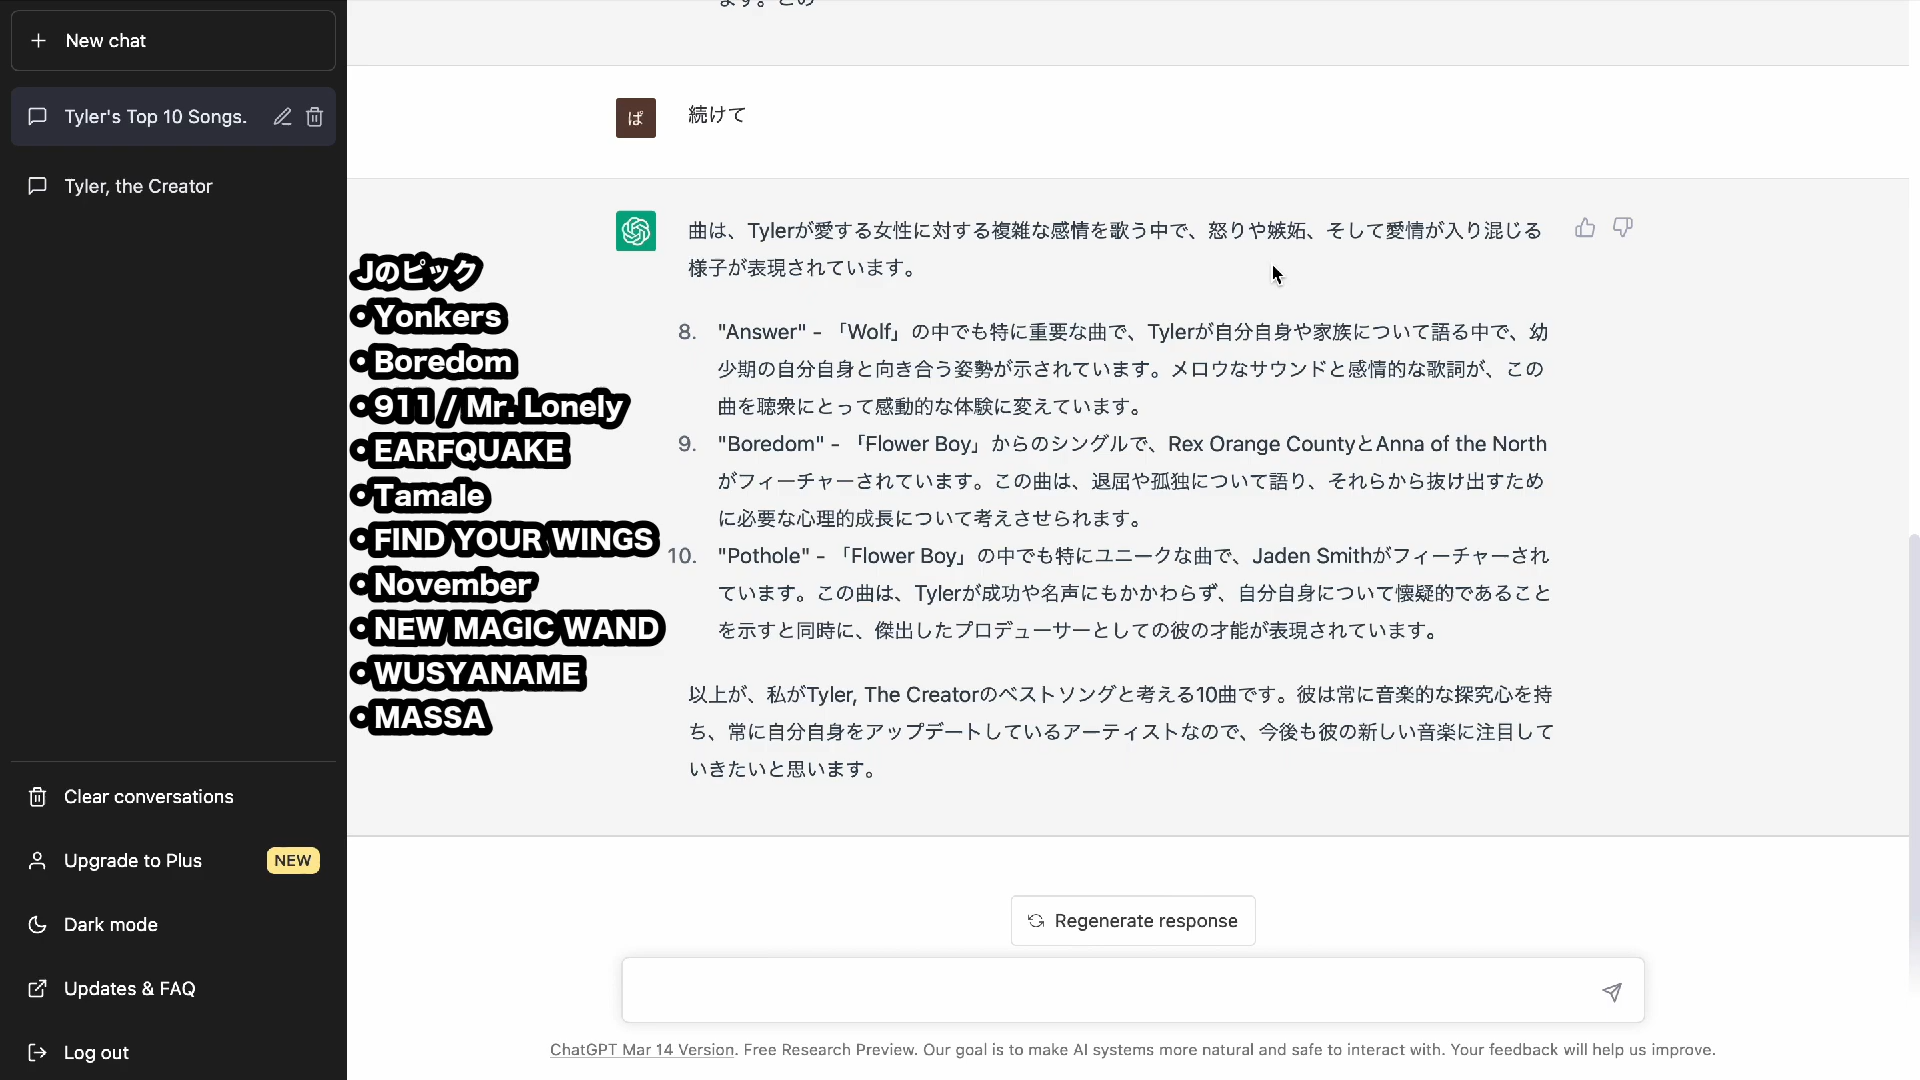 New chat
Tyler's Top 10 Songs.
Tyler, the Creator
ます。この
ぱ
続けて
曲は、Tylerが愛する女性に対する複雑な感情を歌う中で、怒りや嫉妬、そして愛情が入り混じる
様子が表現されています。
8. "Answer" - 「Wolf」の中でも特に重要な曲で、Tylerが自分自身や家族について語る中で、幼
少期の自分自身と向き合う姿勢が示されています。メロウなサウンドと感情的な歌詞が、この
曲を聴衆にとって感動的な体験に変えています。
9. "Boredom" - 「Flower Boy」からのシングルで、Rex Orange CountyとAnna of the North
がフィーチャーされています。この曲は、退屈や孤独について語り、それらから抜け出すため
に必要な心理的成長について考えさせられます。
10. "Pothole" - 「Flower Boy」の中でも特にユニークな曲で、Jaden Smithがフィーチャーされ
ています。この曲は、Tylerが成功や名声にもかかわらず、自分自身について懐疑的であること
を示すと同時に、傑出したプロデューサーとしての彼の才能が表現されています。
以上が、私がTyler, The Creatorのベストソングと考える10曲です。彼は常に音楽的な探究心を持
ち、常に自分自身をアップデートしているアーティストなので、今後も彼の新しい音楽に注目して
いきたいと思います。
Jのピック
•Yonkers
•Boredom
•911 / Mr. Lonely
•EARFQUAKE
•Tamale
•FIND YOUR WINGS
•November
•NEW MAGIC WAND
•WUSYANAME
•MASSA
Clear conversations
Upgrade to Plus NEW
Dark mode
Updates & FAQ
Log out
Regenerate response
ChatGPT Mar 14 Version. Free Research Preview. Our goal is to make AI systems more natural and safe to interact with. Your feedback will help us improve.